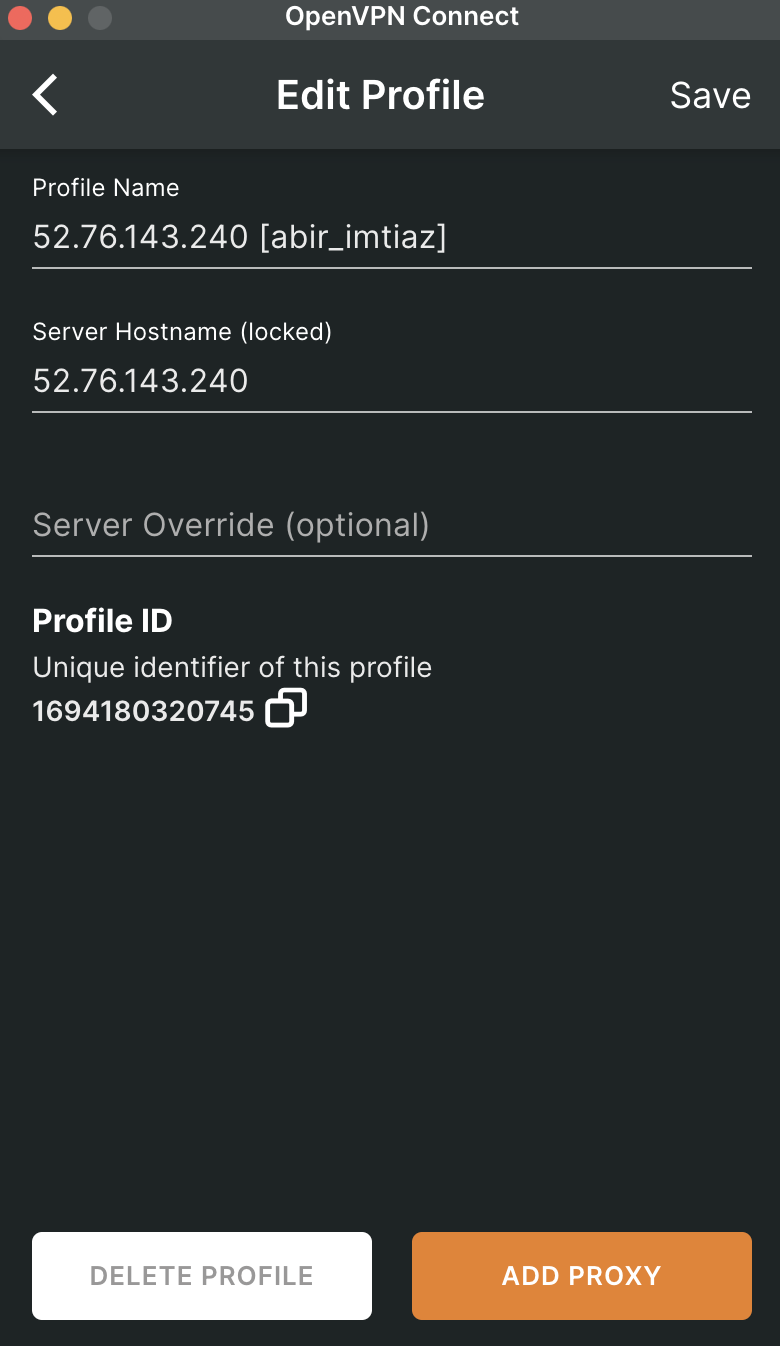 OpenVPN Connect
Edit Profile
Save
Profile Name
52.76.143.240 [abir_imtiaz]
Server Hostname (locked)
52.76.143.240
Server Override (optional)
Profile ID
Unique identifier of this profile
1694180320745
DELETE PROFILE
ADD PROXY